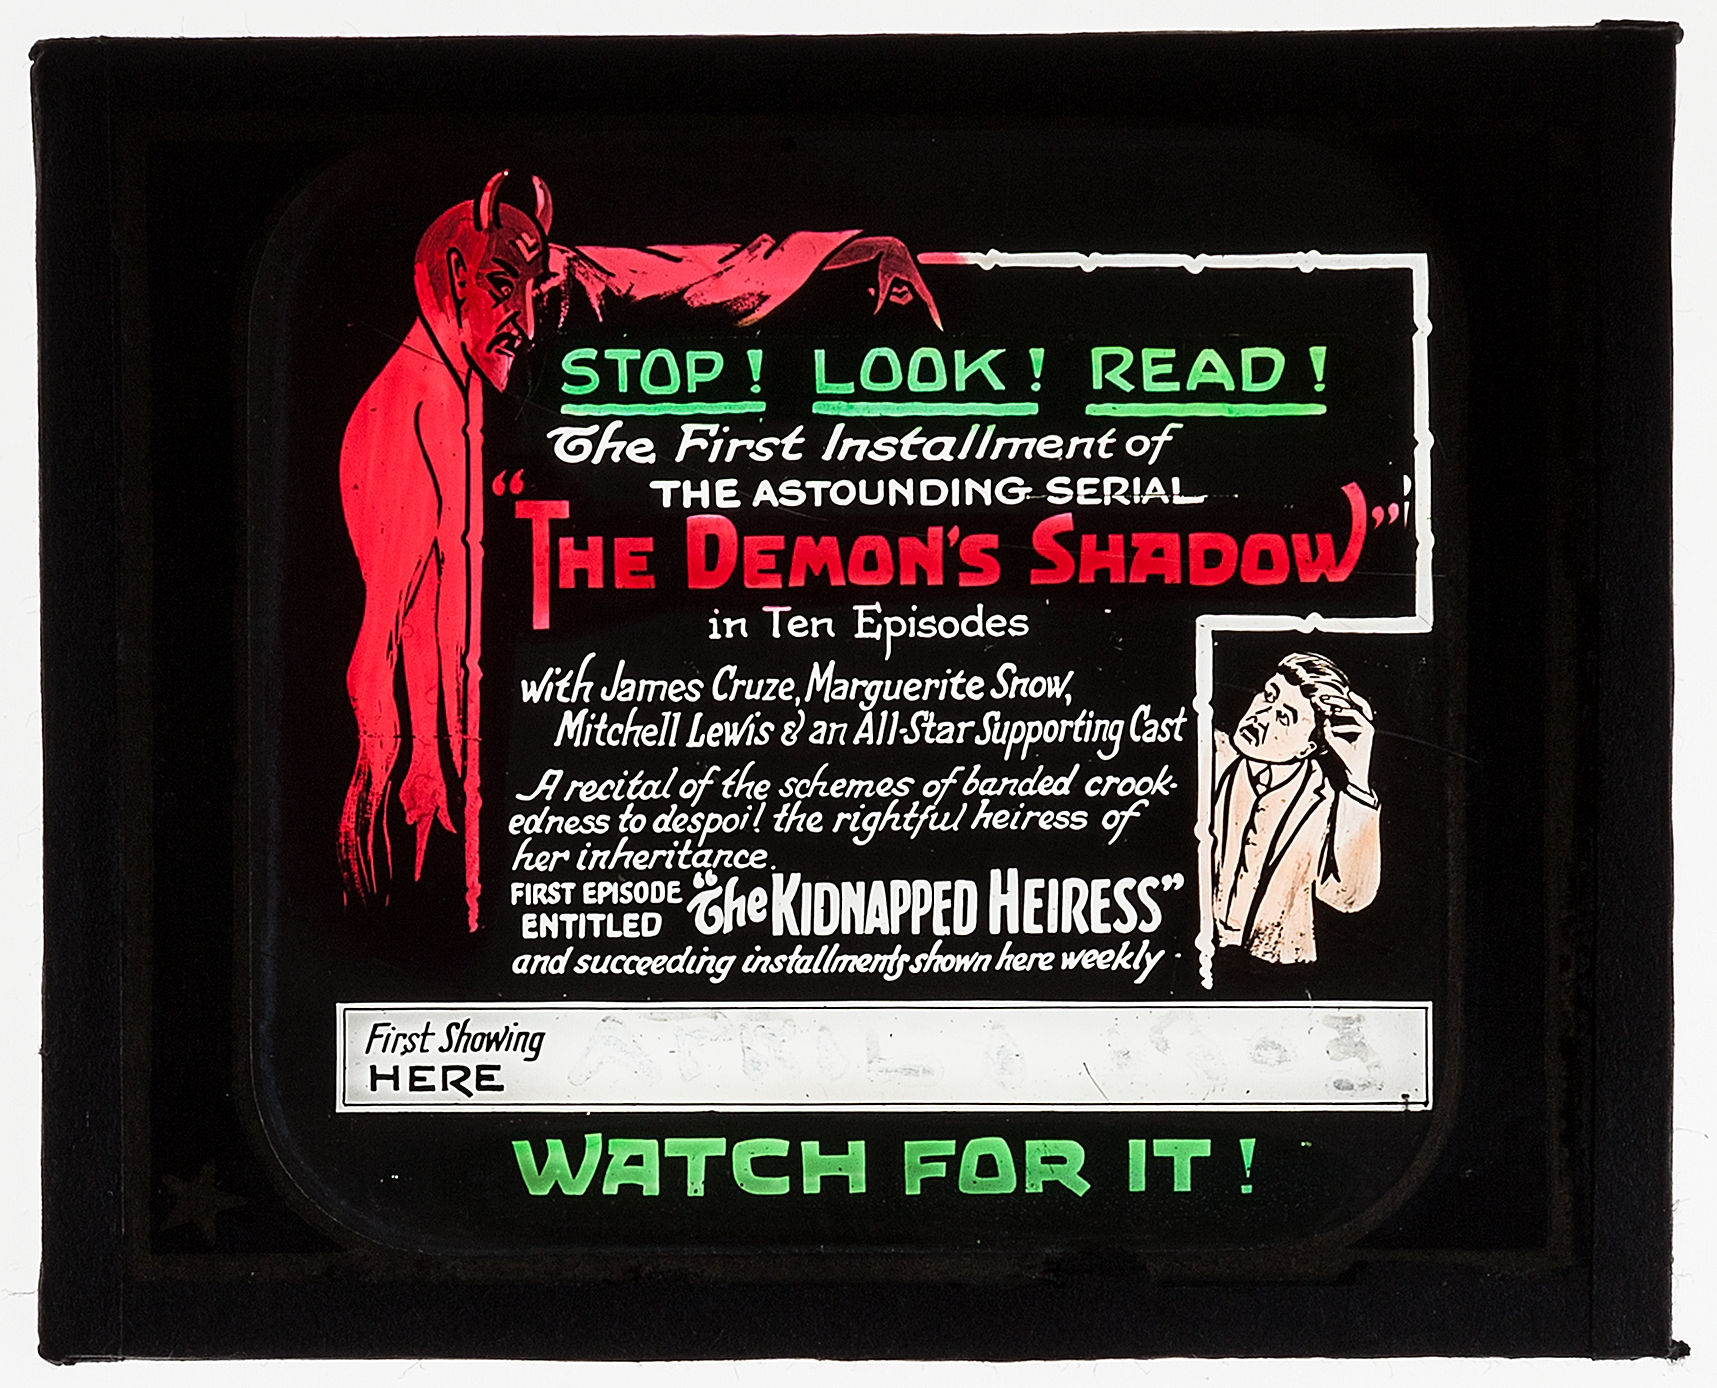 STOP! LOOK! READ!
The First Installment of
THE ASTOUNDING SERIAL
"THE DEMON'S SHADOW"
in Ten Episodes
with James Cruze, Marguerite Snow,
Mitchell Lewis & an All-Star Supporting Cast
A recital of the schemes of banded crook-
edness to despoil the rightful heiress of
her inheritance.
FIRST EPISODE
ENTITLED "The KIDNAPPED HEIRESS"
and succeeding installments shown here weekly
First Showing
HERE APRIL
WATCH FOR IT!